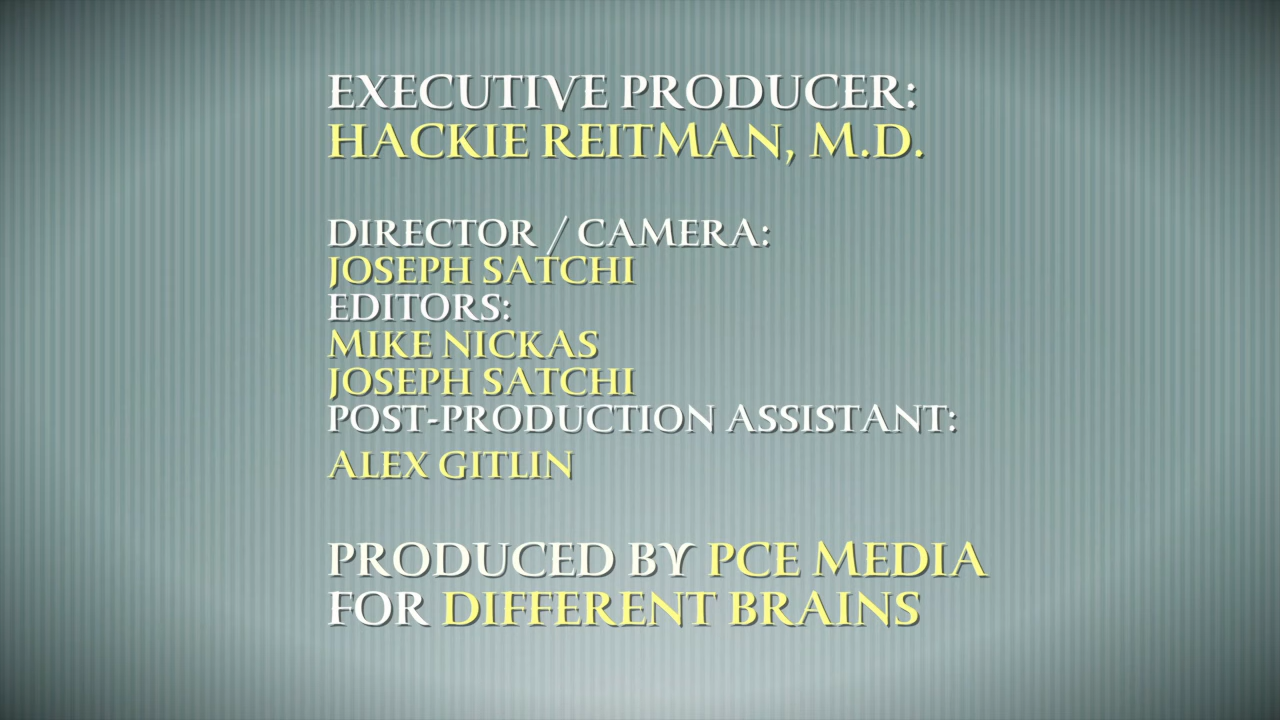 EXECUTIVE PRODUCER:
HACKIE REITMAN, M.D.
DIRECTOR / CAMERA:
JOSEPH SATCHI
EDITORS:
MIKE NICKAS
JOSEPH SATCHI
POST-PRODUCTION ASSISTANT:
ALEX GITLIN
PRODUCED BY PCE MEDIA
FOR DIFFERENT BRAINS